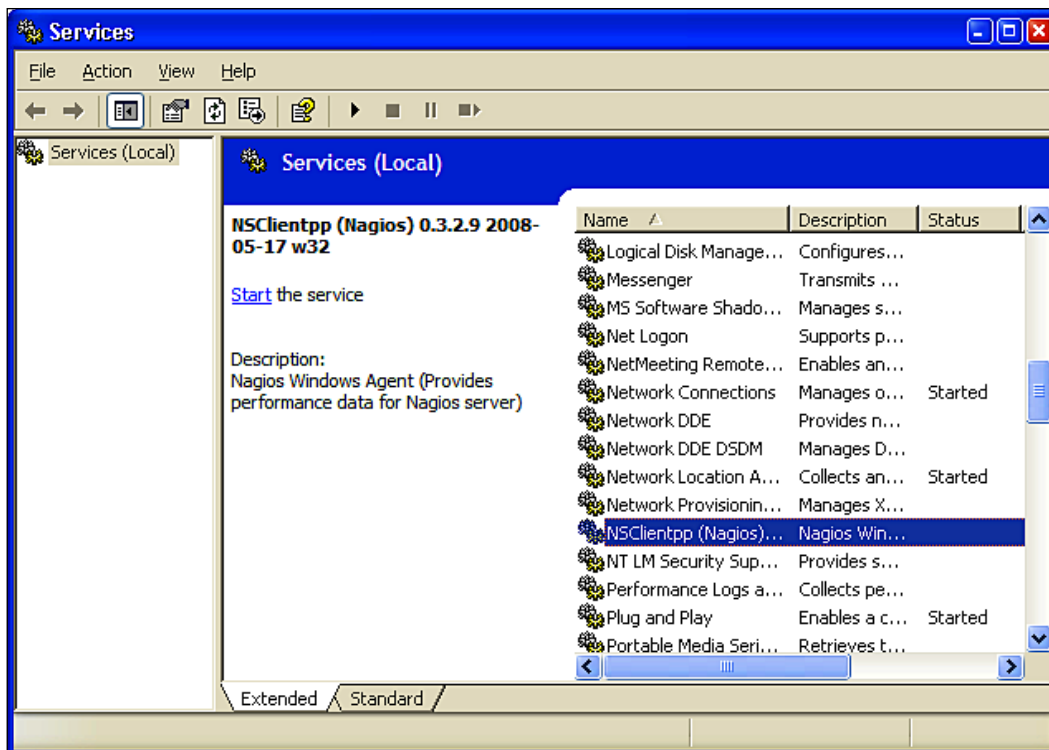 Services
File Action View Help
Services (Local)
Services (Local)
NSClientpp (Nagios) 0.3.2.9 2008-
05-17 w32
Start the service
Description:
Nagios Windows Agent (Provides
performance data for Nagios server)
Name Description Status
Logical Disk Manage... Configures...
Messenger Transmits ...
MS Software Shado... Manages s...
Net Logon Supports p...
NetMeeting Remote... Enables an...
Network Connections Manages o... Started
Network DDE Provides n...
Network DDE DSDM Manages D...
Network Location A... Collects an... Started
Network Provisionin... Manages X...
NSClientpp (Nagios)... Nagios Win...
NT LM Security Sup... Provides s...
Performance Logs a... Collects pe...
Plug and Play Enables a c... Started
Portable Media Seri... Retrieves t...
Extended Standard